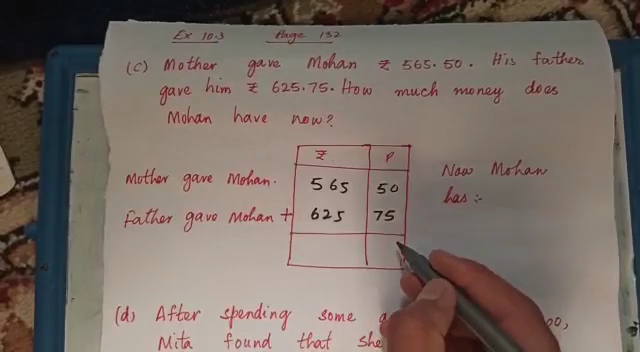 Ex 10.3 Page 132
(c) Mother gave Mohan ₹ 565.50. His father
gave him ₹ 625.75. How much money does
Mohan have now?
₹ P
Mother gave Mohan. 565 50
Father gave Mohan + 625 75
Now Mohan
has :-
(d) After spending some
Mita found that she